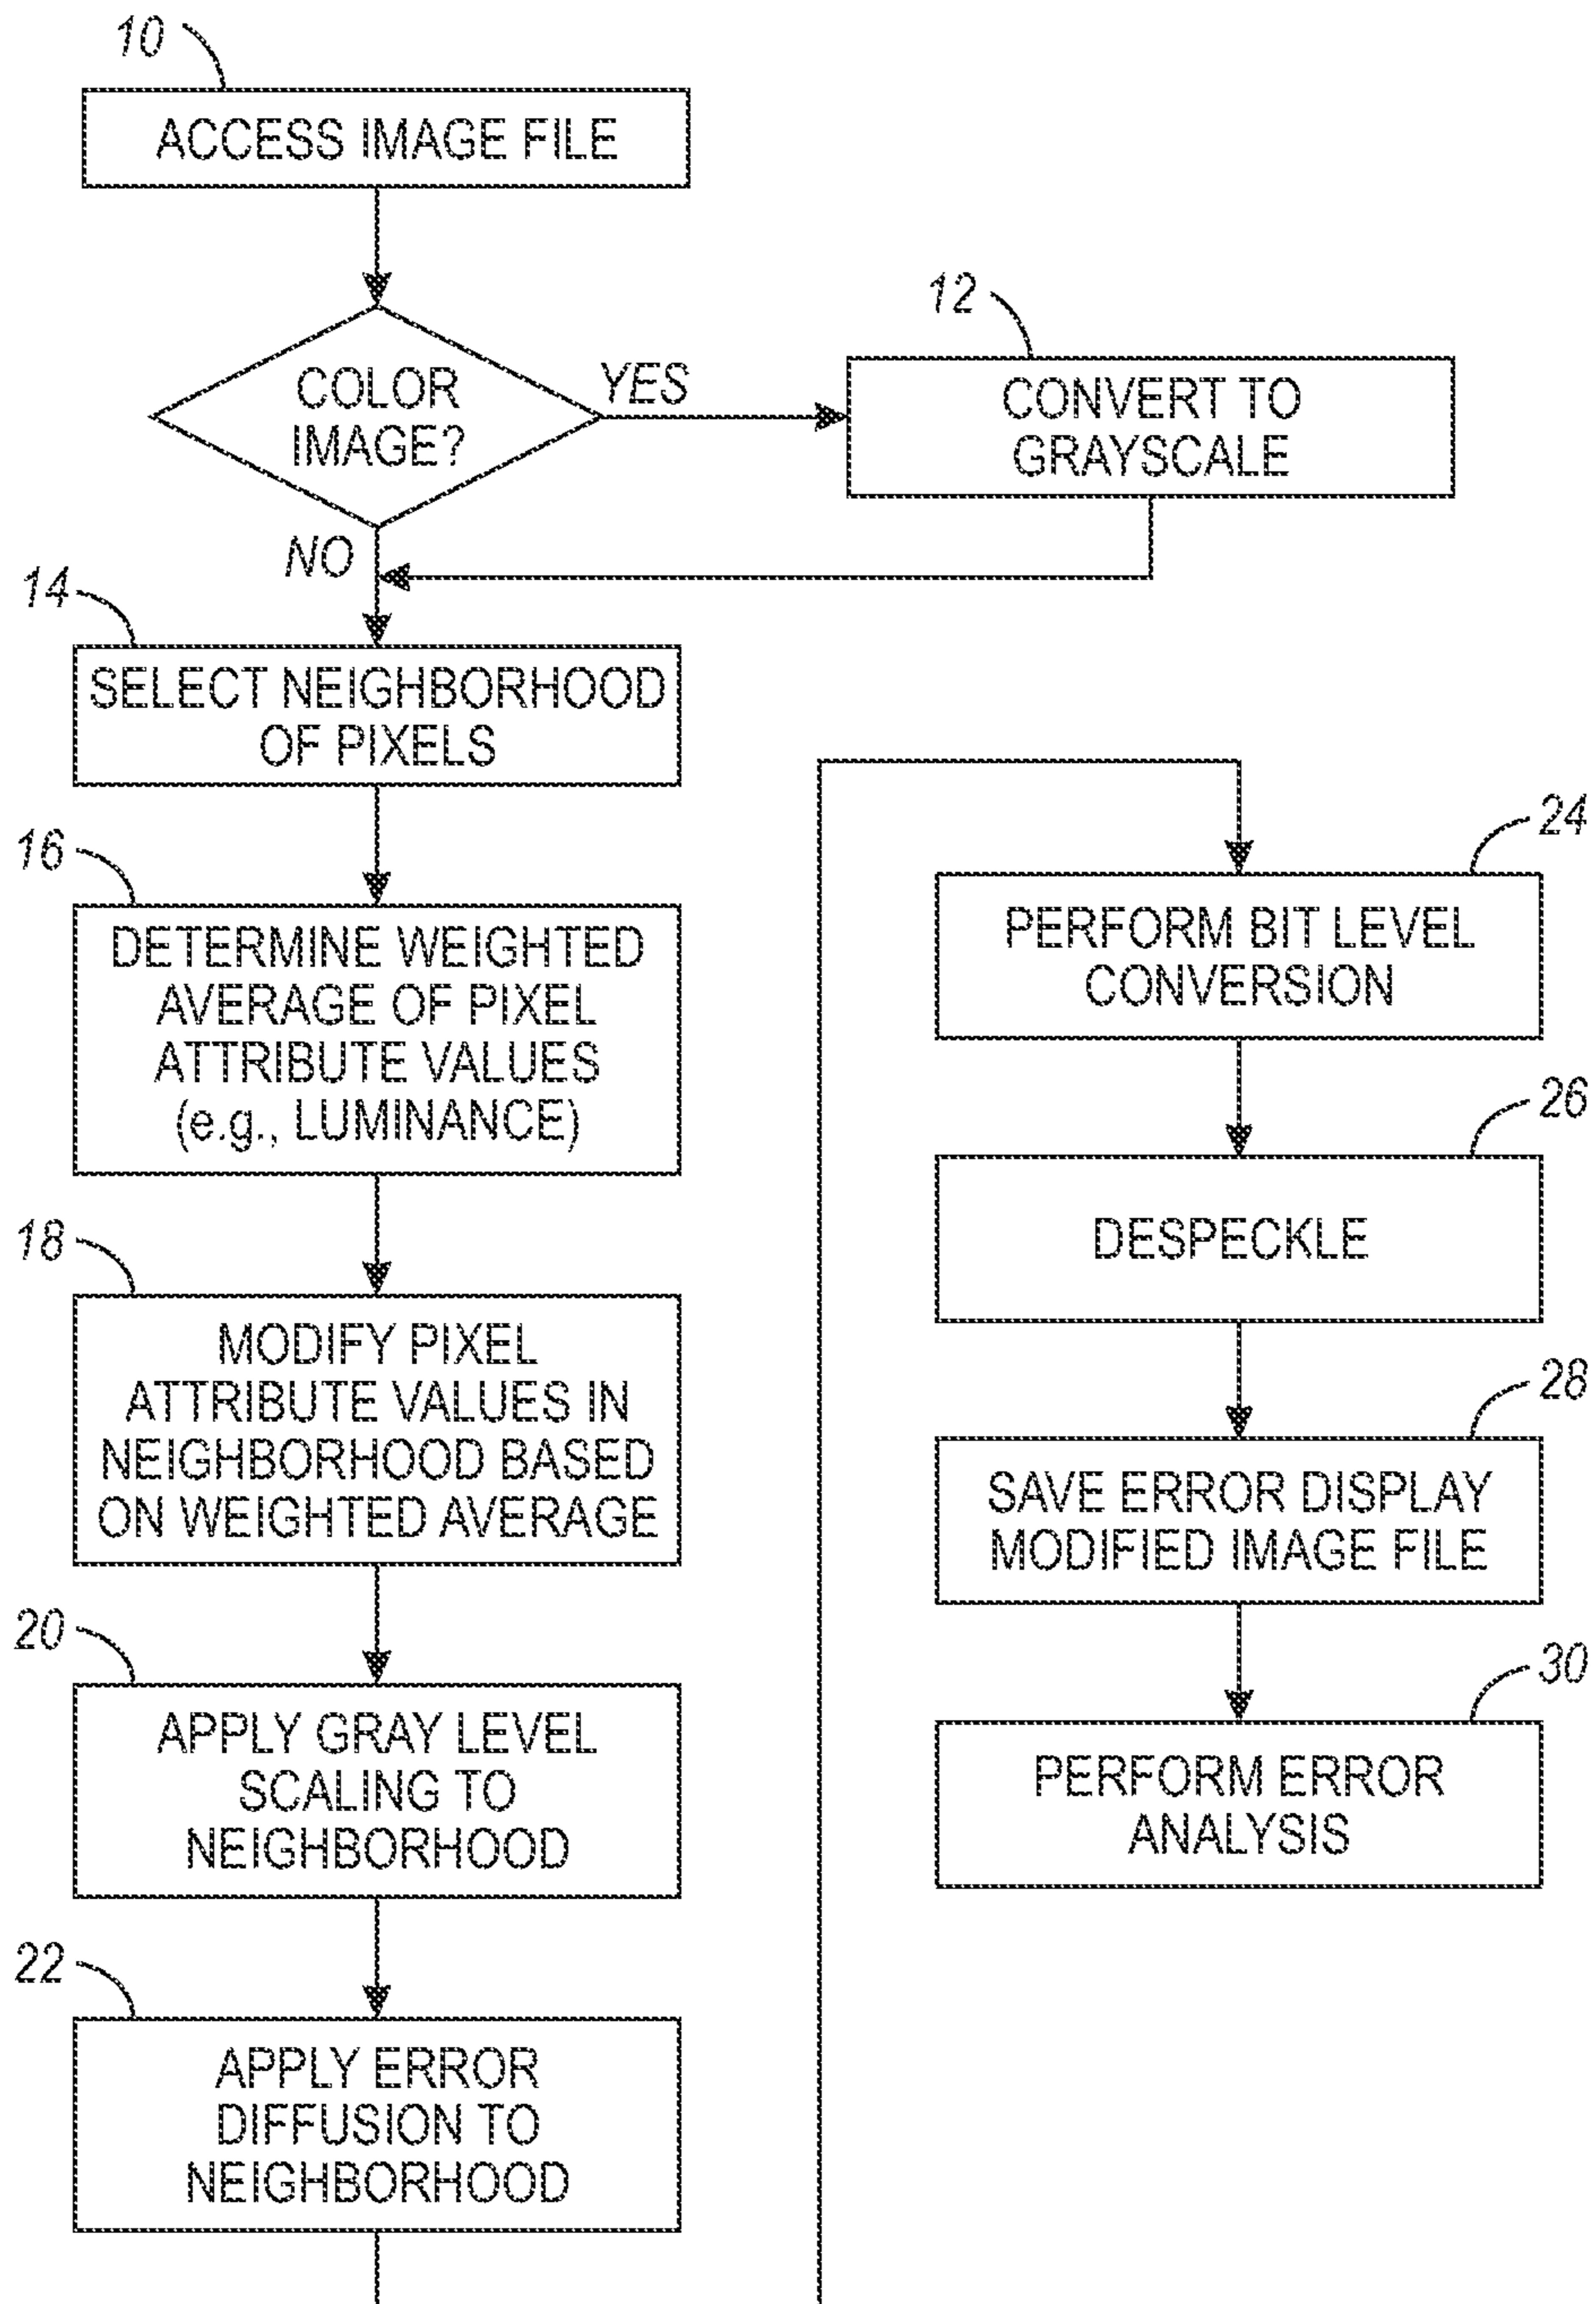 10
ACCESS IMAGE FILE
COLOR
IMAGE?
YES
12
CONVERT TO
GRAYSCALE
NO
14
SELECT NEIGHBORHOOD
OF PIXELS
16
DETERMINE WEIGHTED
AVERAGE OF PIXEL
ATTRIBUTE VALUES
(e.g., LUMINANCE)
18
MODIFY PIXEL
ATTRIBUTE VALUES IN
NEIGHBORHOOD BASED
ON WEIGHTED AVERAGE
20
APPLY GRAY LEVEL
SCALING TO
NEIGHBORHOOD
22
APPLY ERROR
DIFFUSION TO
NEIGHBORHOOD
24
PERFORM BIT LEVEL
CONVERSION
26
DESPECKLE
28
SAVE ERROR DISPLAY
MODIFIED IMAGE FILE
30
PERFORM ERROR
ANALYSIS